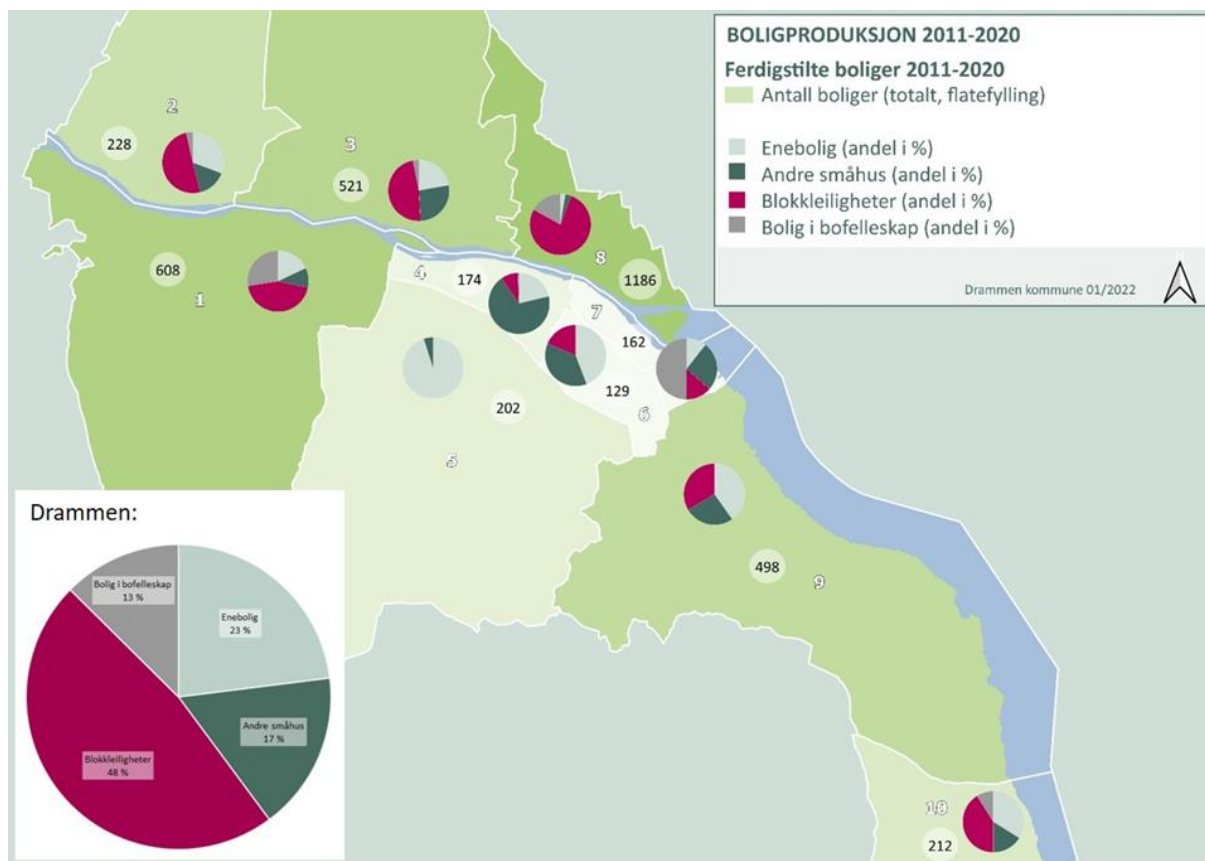 BOLIGPRODUKSJON 2011-2020
Ferdigstilte boliger 2011-2020
Antall boliger (totalt, flatefylling)
Enebolig (andel i %)
Andre småhus (andel i %)
Blokkleiligheter (andel i %)
Bolig i bofelleskap (andel i %)
Drammen kommune 01/2022
2
228
3
521
8
1186
608
1
4
174
7
162
129
6
202
5
498
9
10
212
Drammen:
Bolig i bofelleskap
13 %
Enebolig
23 %
Andre småhus
17 %
Blokkleiligheter
48 %